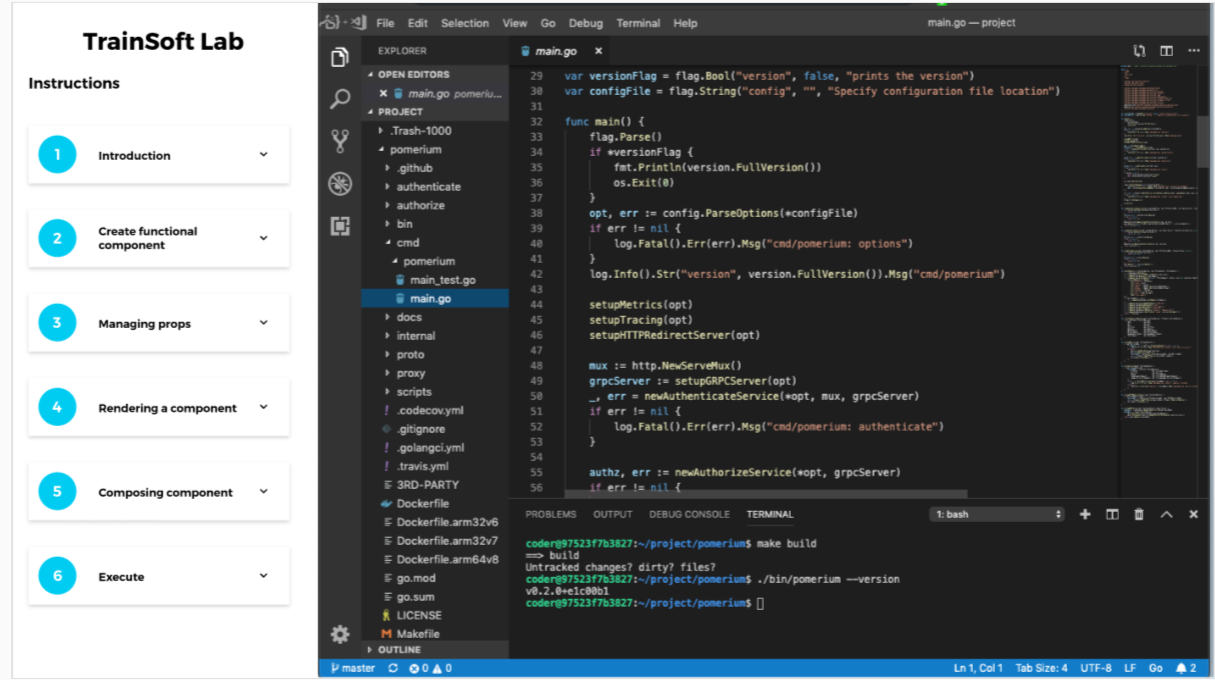 TrainSoft Lab
Instructions
1 Introduction
2 Create functional
component
3 Managing props
4 Rendering a component
5 Composing component
6 Execute
File Edit Selection View Go Debug Terminal Help
main.go — project
EXPLORER
OPEN EDITORS
main.go pomeriu...
PROJECT
.Trash-1000
pomerium
.github
authenticate
authorize
bin
cmd
pomerium
main_test.go
main.go
docs
internal
proto
proxy
scripts
! .codecov.yml
.gitignore
! .golangci.yml
! .travis.yml
3RD-PARTY
Dockerfile
Dockerfile.arm32v6
Dockerfile.arm32v7
Dockerfile.arm64v8
go.mod
go.sum
LICENSE
Makefile
OUTLINE
main.go
29 var versionFlag = flag.Bool("version", false, "prints the version")
30 var configFile = flag.String("config", "", "Specify configuration file location")
31
32 func main() {
33 flag.Parse()
34 if *versionFlag {
35 fmt.Println(version.FullVersion())
36 os.Exit(0)
37 }
38 opt, err := config.ParseOptions(*configFile)
39 if err != nil {
40 log.Fatal().Err(err).Msg("cmd/pomerium: options")
41 }
42 log.Info().Str("version", version.FullVersion()).Msg("cmd/pomerium")
43
44 setupMetrics(opt)
45 setupTracing(opt)
46 setupHTTPRedirectServer(opt)
47
48 mux := http.NewServeMux()
49 grpcServer := setupGRPCServer(opt)
50 _, err = newAuthenticateService(*opt, mux, grpcServer)
51 if err != nil {
52 log.Fatal().Err(err).Msg("cmd/pomerium: authenticate")
53 }
54
55 authz, err := newAuthorizeService(*opt, grpcServer)
56 if err != nil {
PROBLEMS OUTPUT DEBUG CONSOLE TERMINAL
1: bash
coder@97523f7b3827:~/project/pomerium$ make build
==> build
Untracked changes? dirty? files?
coder@97523f7b3827:~/project/pomerium$ ./bin/pomerium --version
v0.2.0+e1c00b1
coder@97523f7b3827:~/project/pomerium$
master 0 0
Ln 1, Col 1 Tab Size: 4 UTF-8 LF Go 2